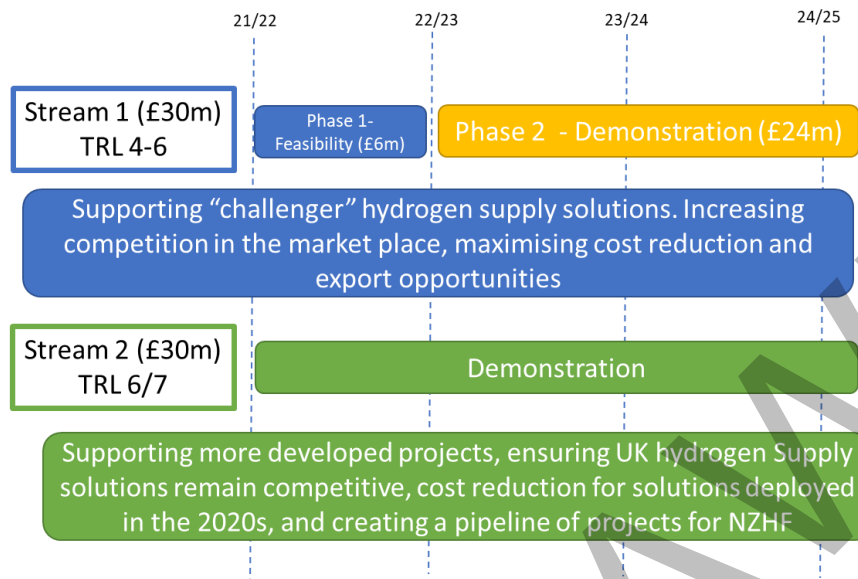 21/22 22/23 23/24 24/25
Stream 1 (£30m)
TRL 4-6
Phase 1-
Feasibility (£6m)
Phase 2 - Demonstration (£24m)
Supporting “challenger” hydrogen supply solutions. Increasing
competition in the market place, maximising cost reduction and
export opportunities
Stream 2 (£30m)
TRL 6/7
Demonstration
Supporting more developed projects, ensuring UK hydrogen Supply
solutions remain competitive, cost reduction for solutions deployed
in the 2020s, and creating a pipeline of projects for NZHF